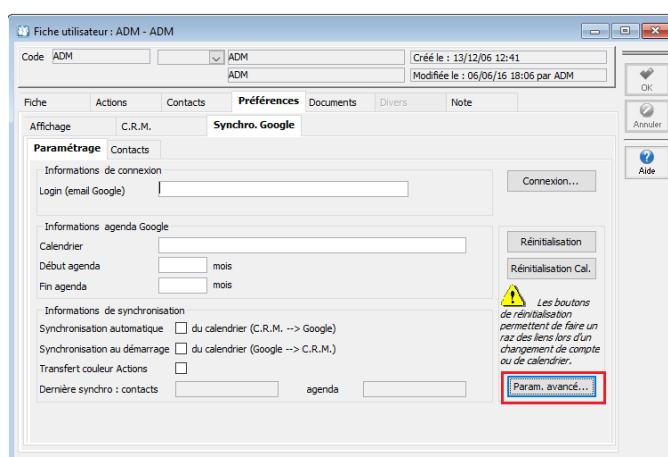 Fiche utilisateur : ADM - ADM
Code ADM ADM Créé le : 13/12/06 12:41
ADM Modifiée le : 06/06/16 18:06 par ADM
OK
Annuler
Aide
Fiche Actions Contacts Préférences Documents Divers Note
Affichage C.R.M. Synchro. Google
Paramétrage Contacts
Informations de connexion
Login (email Google)
Connexion...
Informations agenda Google
Calendrier
Réinitialisation
Début agenda mois
Réinitialisation Cal.
Fin agenda mois
Informations de synchronisation
Synchronisation automatique du calendrier (C.R.M. --> Google)
Synchronisation au démarrage du calendrier (Google --> C.R.M.)
Transfert couleur Actions
Dernière synchro : contacts agenda
Les boutons
de réinitialisation
permettent de faire un
raz des liens lors d'un
changement de compte
ou de calendrier.
Param. avancé...